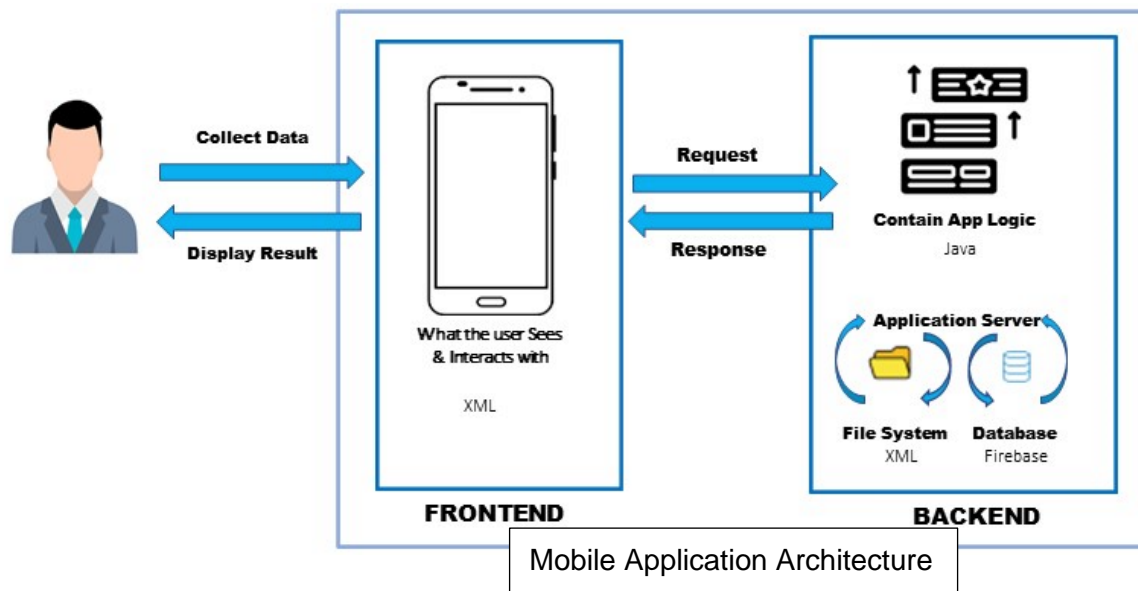 Collect Data
Display Result
What the user Sees
& Interacts with
XML
FRONTEND
Request
Response
Contain App Logic
Java
Application Server
File System
XML
Database
Firebase
BACKEND
Mobile Application Architecture